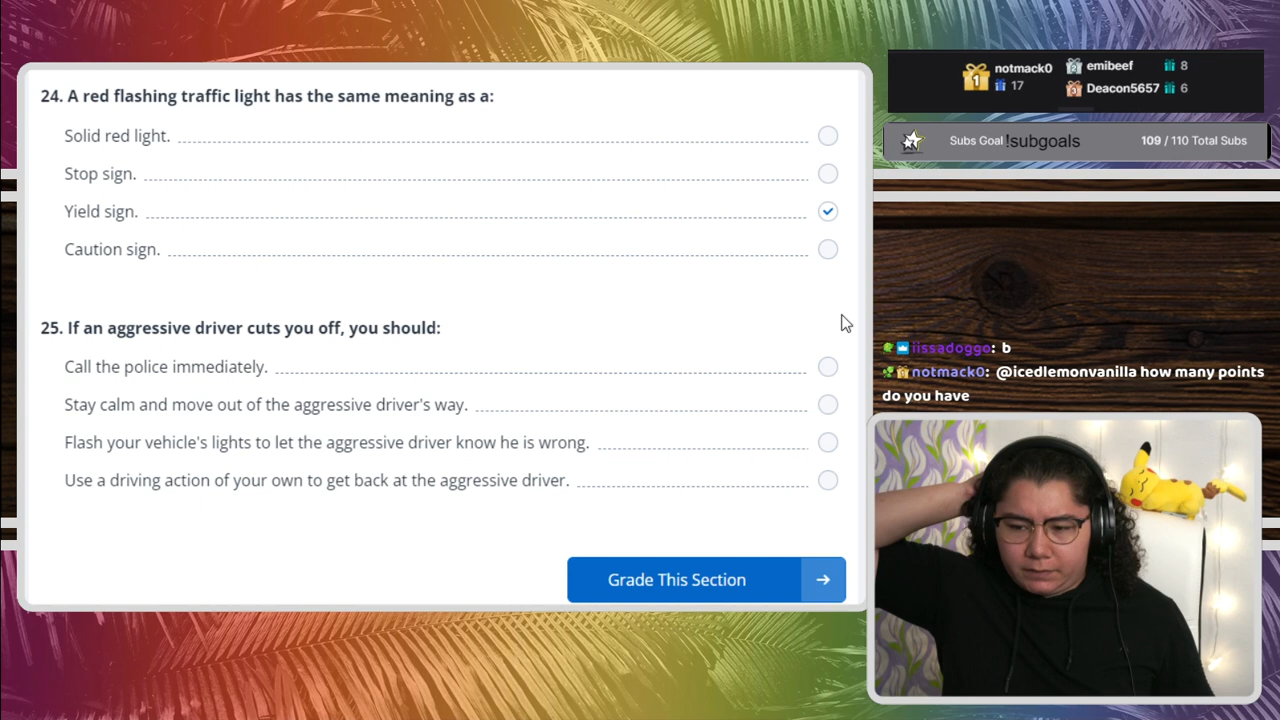 24. A red flashing traffic light has the same meaning as a:
Solid red light.
Stop sign.
Yield sign.
Caution sign.
25. If an aggressive driver cuts you off, you should:
Call the police immediately.
Stay calm and move out of the aggressive driver's way.
Flash your vehicle's lights to let the aggressive driver know he is wrong.
Use a driving action of your own to get back at the aggressive driver.
Grade This Section
1 notmack0 17
2 emibeef 8
3 Deacon5657 6
Subs Goal !subgoals 109 / 110 Total Subs
iissadoggo: b
notmack0: @icedlemonvanilla how many points
do you have